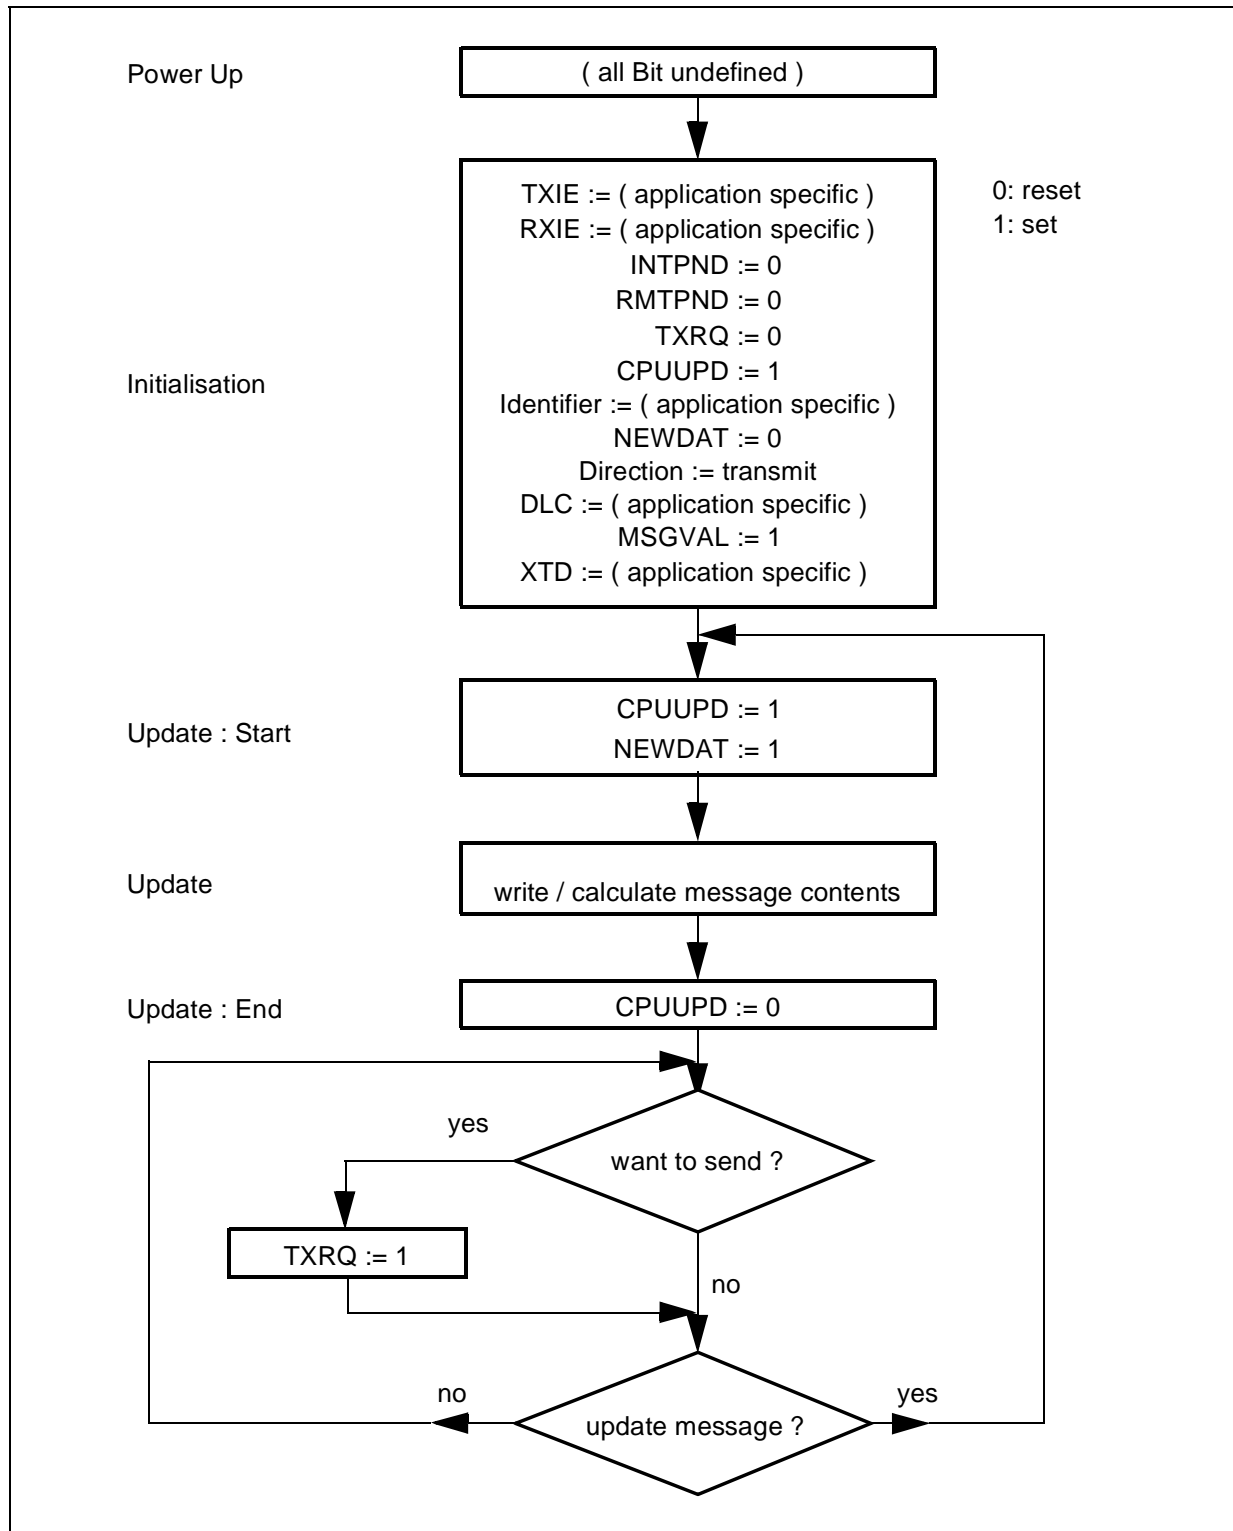 Power Up
( all Bit undefined )
TXIE := ( application specific )
0: reset
RXIE := ( application specific )
1: set
INTPND := 0
RMTPND := 0
TXRQ := 0
CPUUPD := 1
Initialisation
Identifier := ( application specific )
NEWDAT := 0
Direction := transmit
DLC := ( application specific )
MSGVAL := 1
XTD := ( application specific )
CPUUPD := 1
Update : Start
NEWDAT := 1
Update
write / calculate message contents
Update : End
CPUUPD := 0
yes
want to send ?
TXRQ := 1
no
no
yes
update message ?